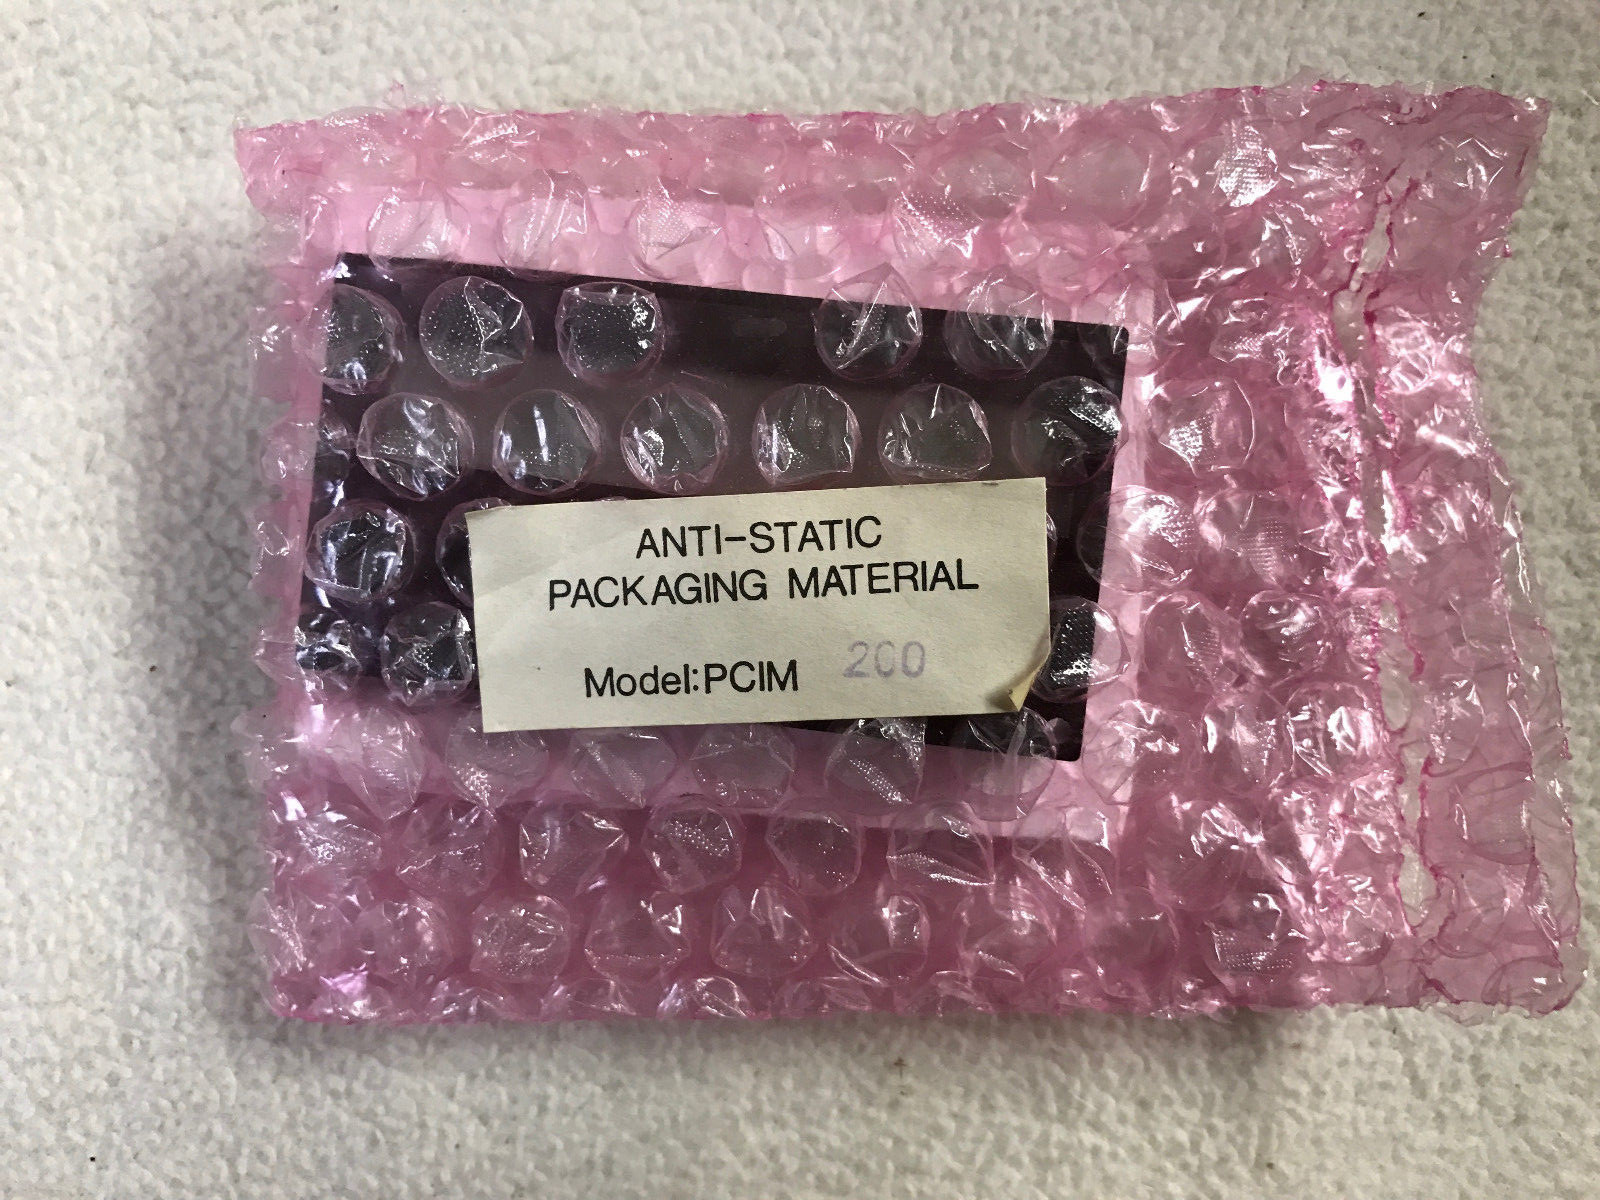 ANTI-STATIC
PACKAGING MATERIAL
Model:PCIM 200